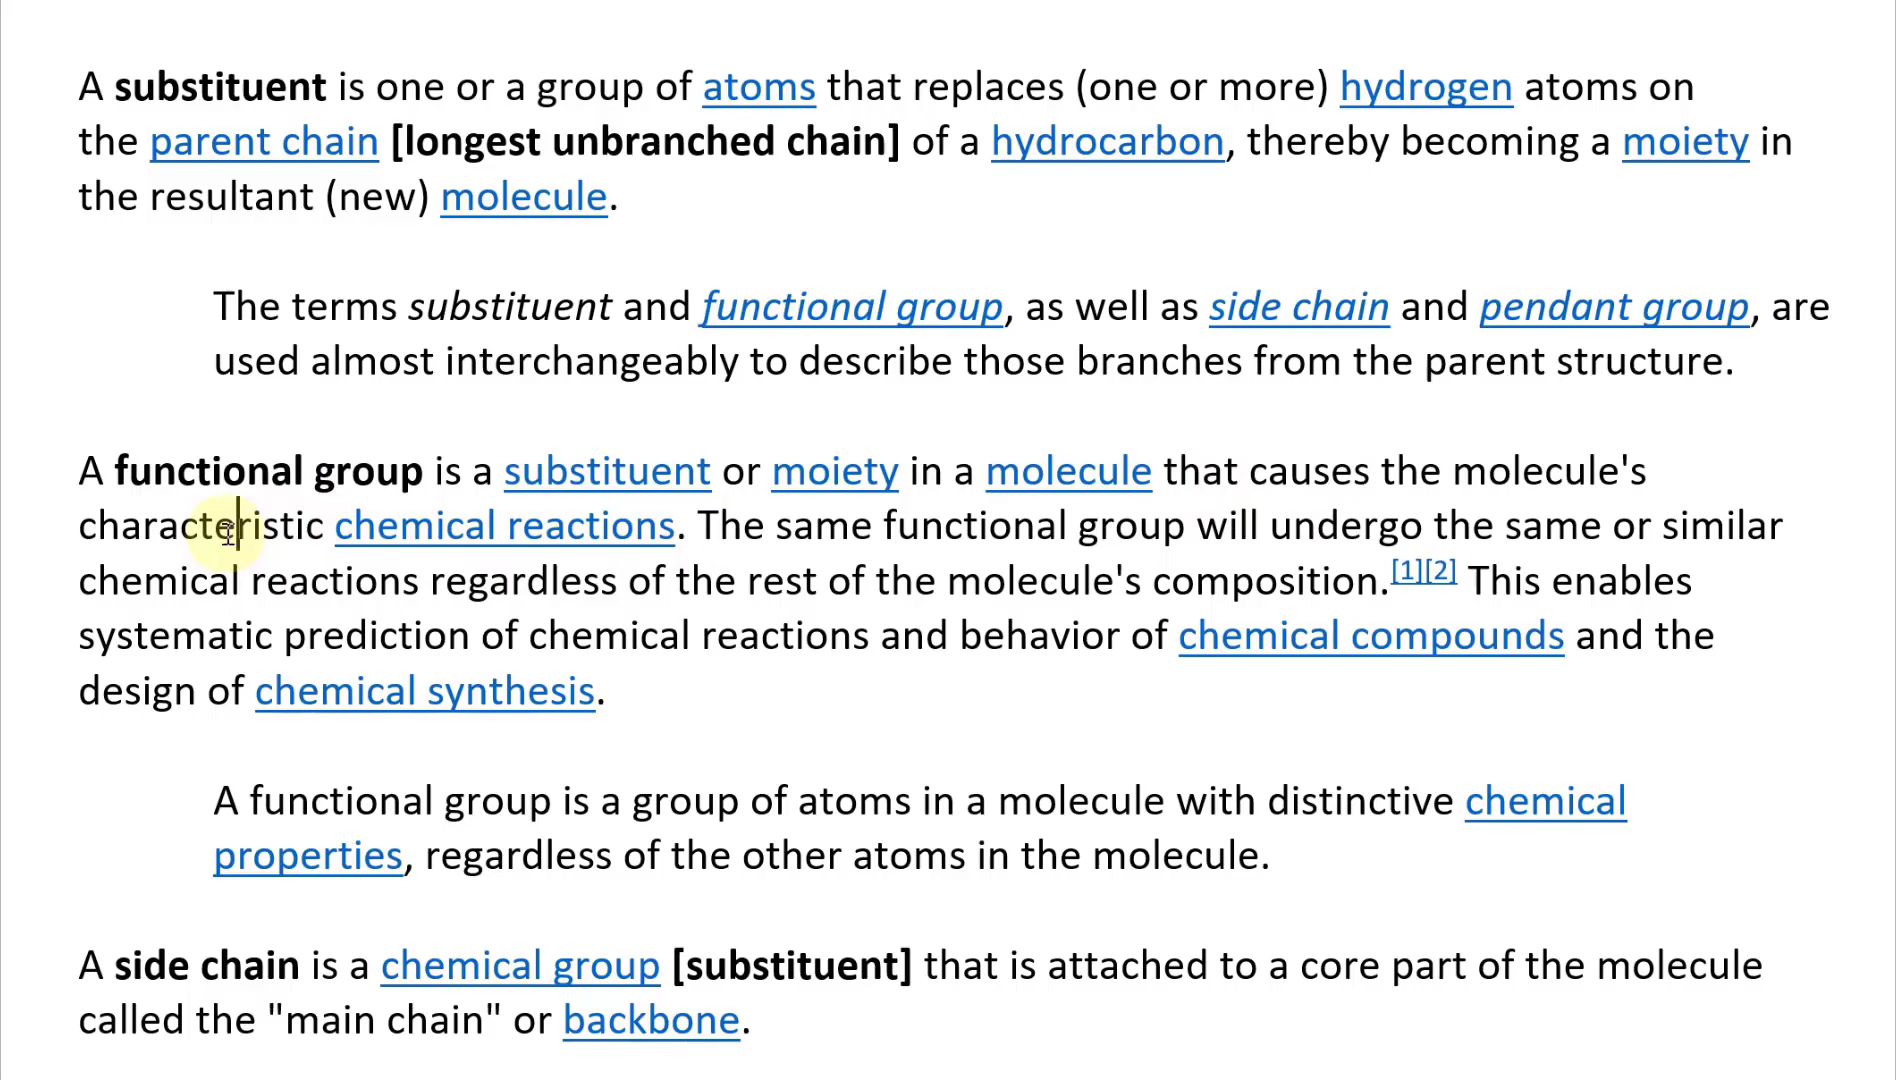 A substituent is one or a group of atoms that replaces (one or more) hydrogen atoms on
the parent chain [longest unbranched chain] of a hydrocarbon, thereby becoming a moiety in
the resultant (new) molecule.
The terms substituent and functional group, as well as side chain and pendant group, are
used almost interchangeably to describe those branches from the parent structure.
A functional group is a substituent or moiety in a molecule that causes the molecule's
characteristic chemical reactions. The same functional group will undergo the same or similar
chemical reactions regardless of the rest of the molecule's composition.[1][2] This enables
systematic prediction of chemical reactions and behavior of chemical compounds and the
design of chemical synthesis.
A functional group is a group of atoms in a molecule with distinctive chemical
properties, regardless of the other atoms in the molecule.
A side chain is a chemical group [substituent] that is attached to a core part of the molecule
called the "main chain" or backbone.